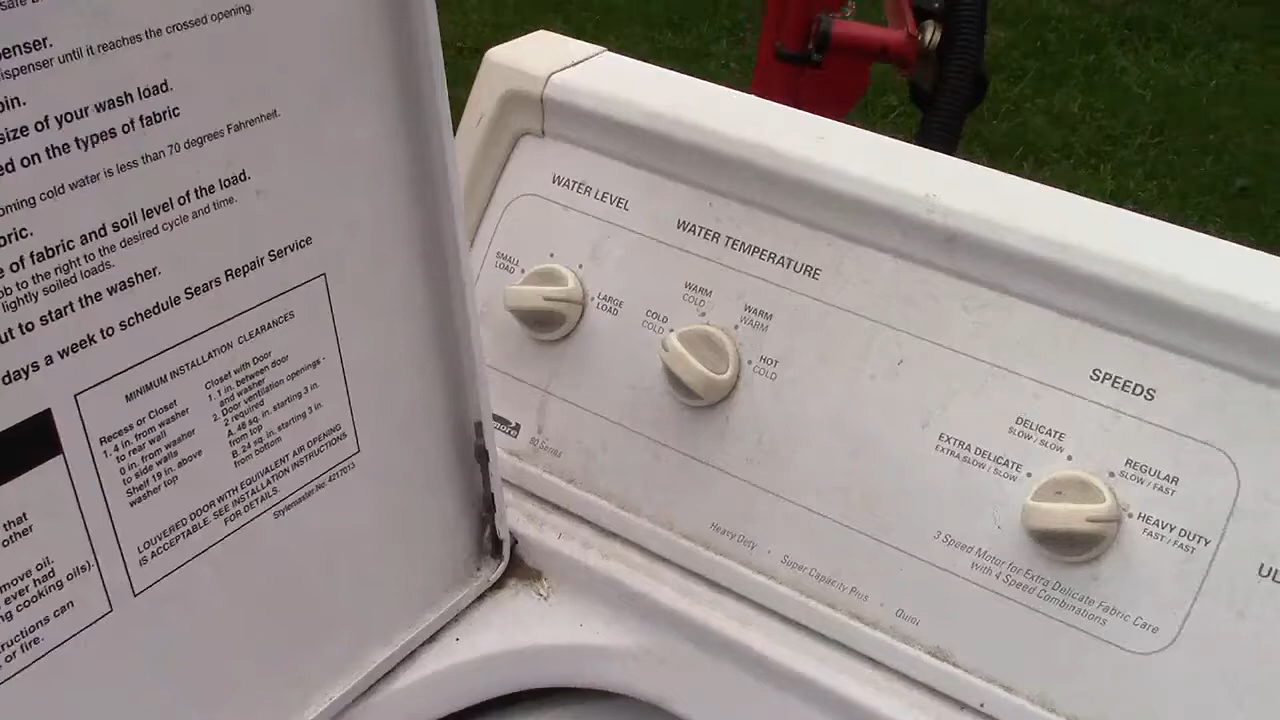 penser.
ispenser until it reaches the crossed opening.
size of your wash load.
ed on the types of fabric
oming cold water is less than 70 degrees Fahrenheit.
bric.
e of fabric and soil level of the load.
ob to the right to the desired cycle and time.
lightly soiled loads.
ut to start the washer.
days a week to schedule Sears Repair Service
MINIMUM INSTALLATION CLEARANCES
Recess or Closet
1. 4 in. from washer
to rear wall
0 in. from washer
to side walls
Shelf 19 in. above
washer top
Closet with Door
1. 1 in. between door
and washer
2. Door ventilation openings -
2 required
A. 48 sq. in. starting 3 in.
from top
B. 24 sq. in. starting 3 in.
from bottom
LOUVERED DOOR WITH EQUIVALENT AIR OPENING
IS ACCEPTABLE. SEE INSTALLATION INSTRUCTIONS
FOR DETAILS.
Stylemaster No. 4217013
that
other
move oil.
ever had
ng cooking oils).
ructions can
or fire.
WATER LEVEL
SMALL
LOAD
LARGE
LOAD
WATER TEMPERATURE
COLD
COLD
WARM
COLD
WARM
WARM
HOT
COLD
more
80 Series
Heavy Duty • Super Capacity Plus • Quiet
SPEEDS
EXTRA DELICATE
EXTRA SLOW / SLOW
DELICATE
SLOW / SLOW
REGULAR
SLOW / FAST
HEAVY DUTY
FAST / FAST
3 Speed Motor for Extra Delicate Fabric Care
with 4 Speed Combinations
UL